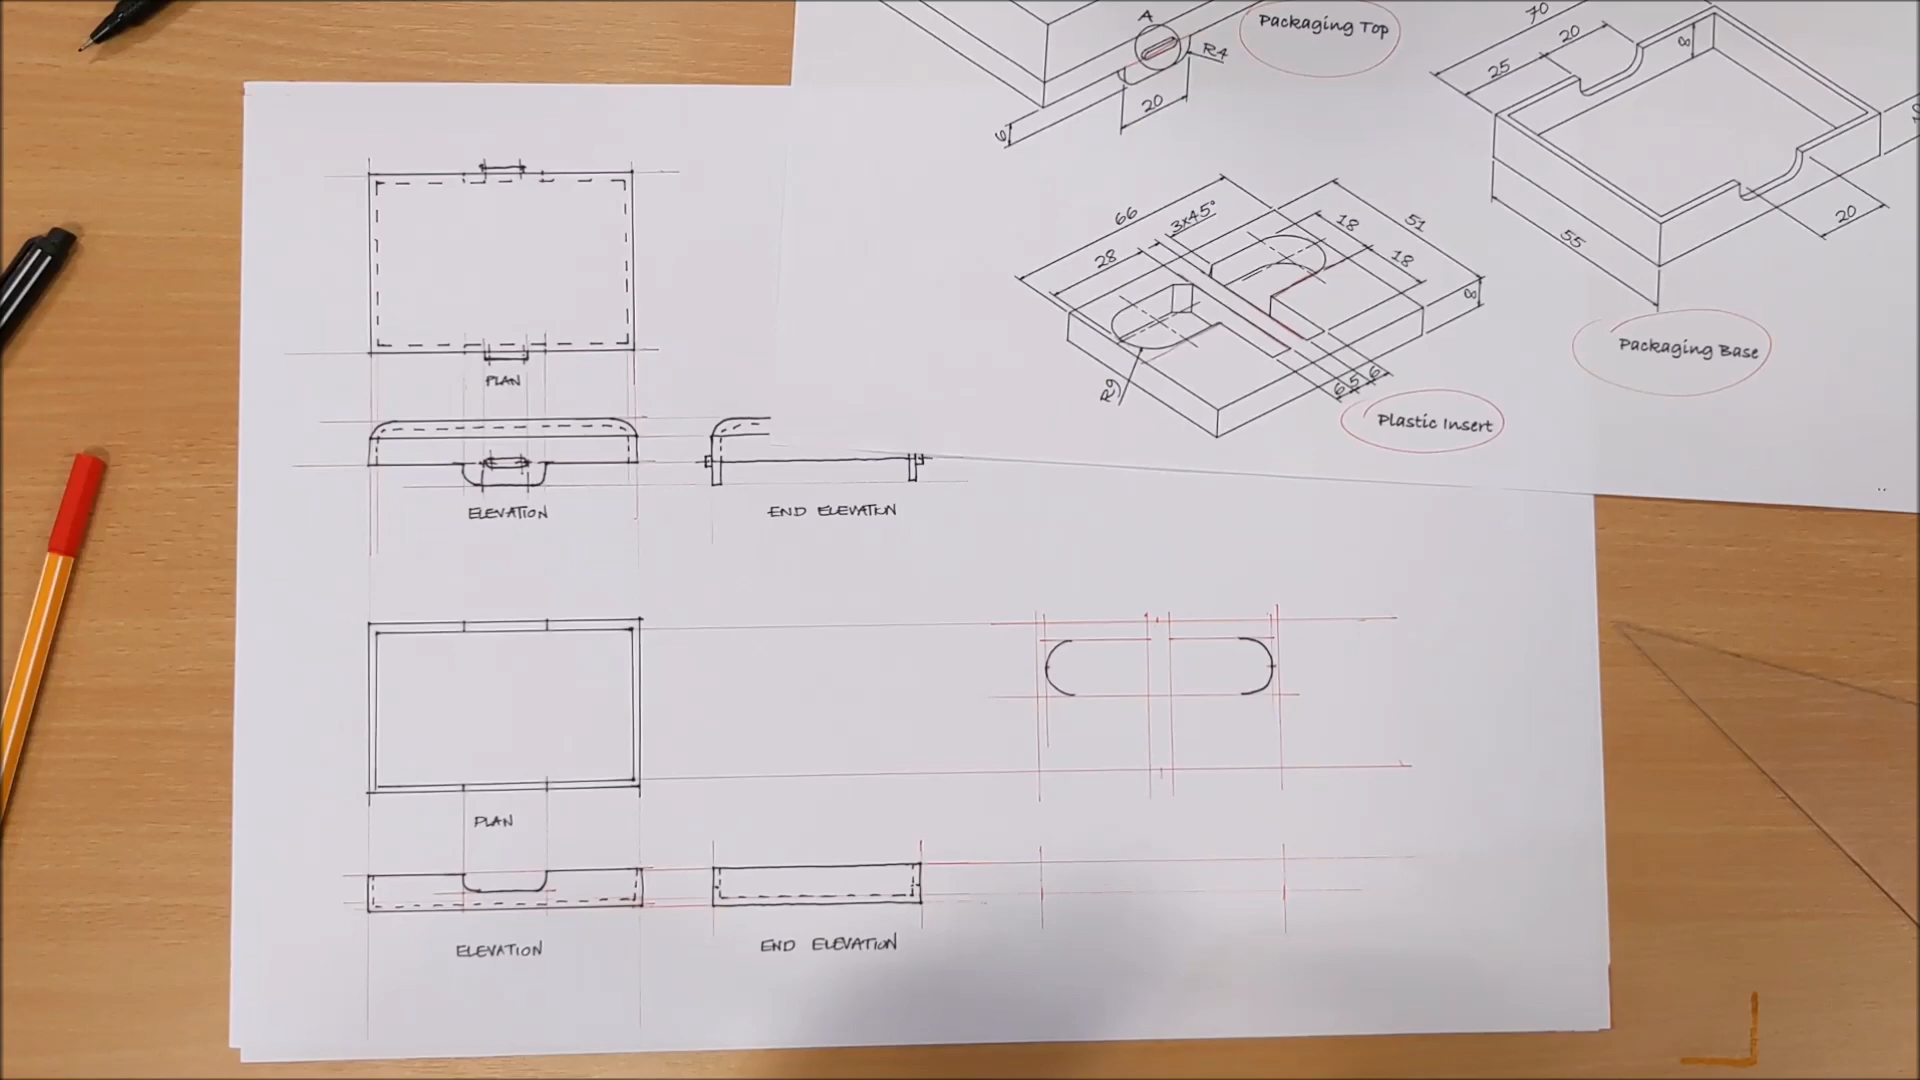 Packaging Top
A
R4
20
6
70
20
25
8
20
55
Packaging Base
66
3x45°
28
18
51
18
8
R9
6
5
6
Plastic Insert
PLAN
ELEVATION
END ELEVATION
PLAN
ELEVATION
END ELEVATION